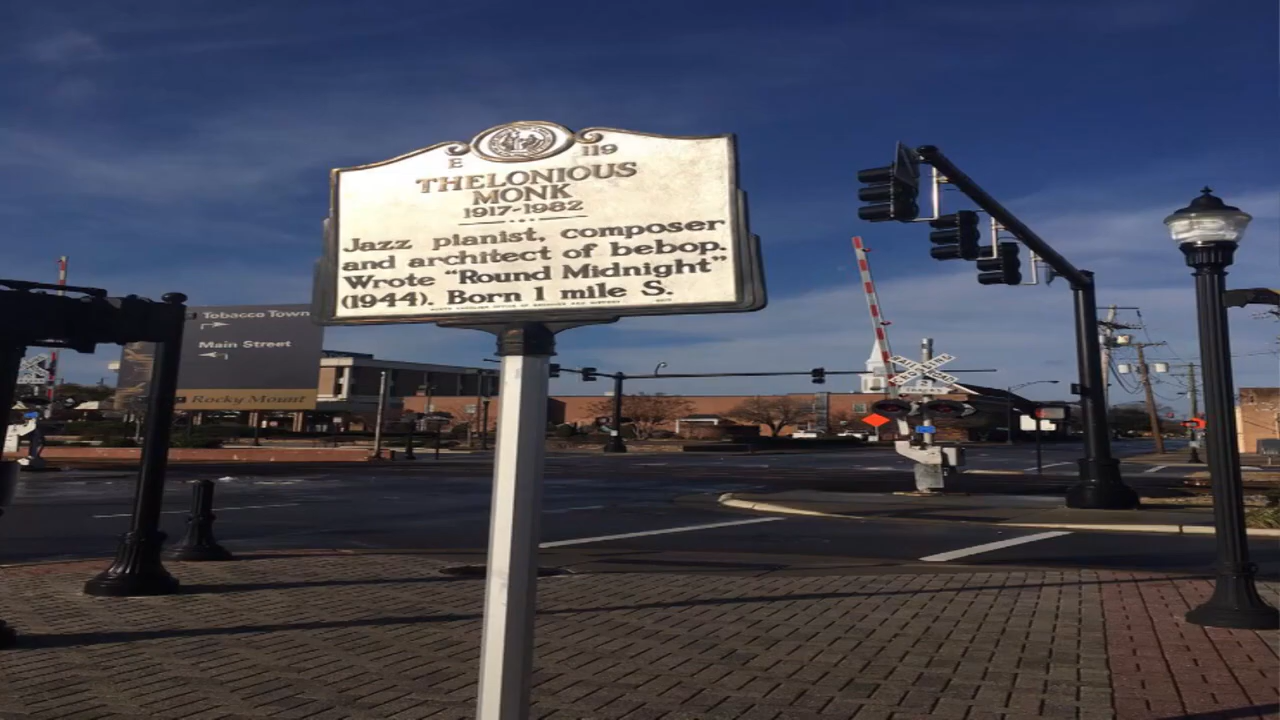 E 119
THELONIOUS
MONK
1917-1982
Jazz pianist, composer
and architect of bebop.
Wrote "Round Midnight"
(1944). Born 1 mile S.
Tobacco Town
Main Street
Rocky Mount